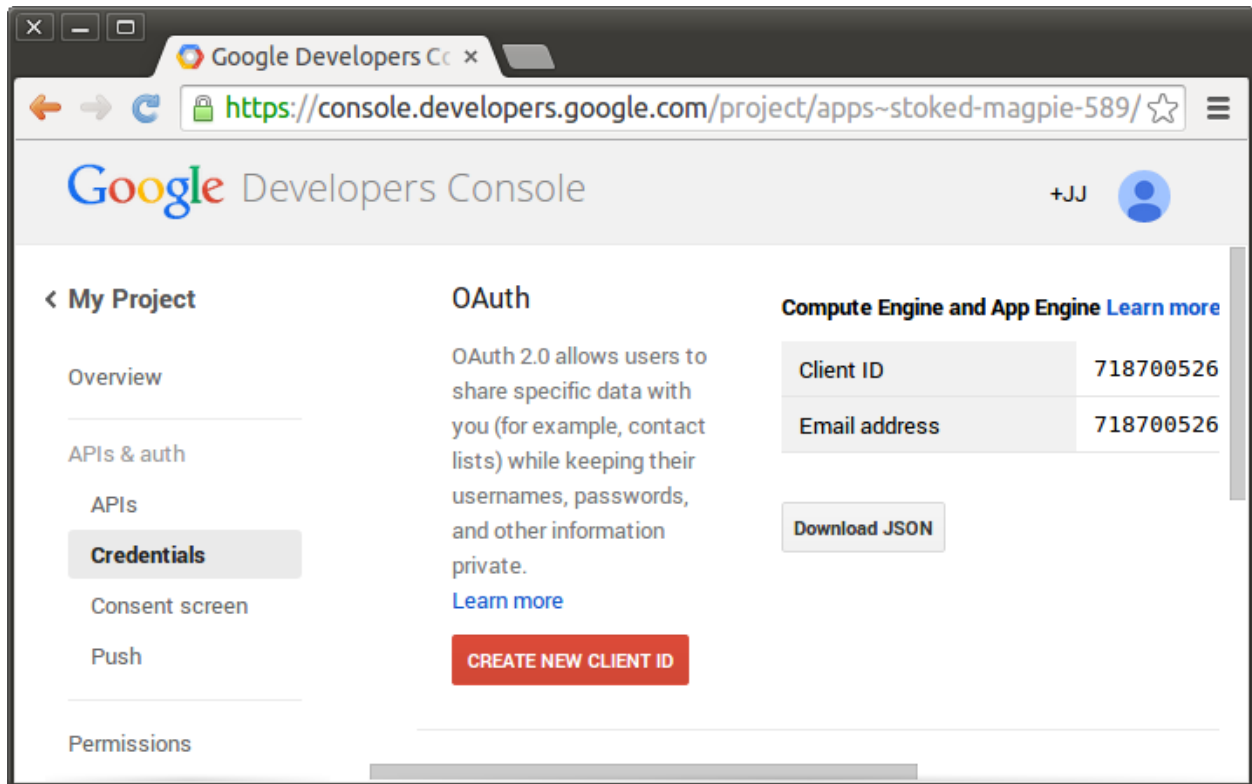 Google Developers Co
https://console.developers.google.com/project/apps~stoked-magpie-589/
Google Developers Console
+JJ
My Project
Overview
APIs & auth
APIs
Credentials
Consent screen
Push
Permissions
OAuth
OAuth 2.0 allows users to
share specific data with
you (for example, contact
lists) while keeping their
usernames, passwords,
and other information
private.
Learn more
CREATE NEW CLIENT ID
Compute Engine and App Engine Learn more
Client ID 718700526
Email address 718700526
Download JSON